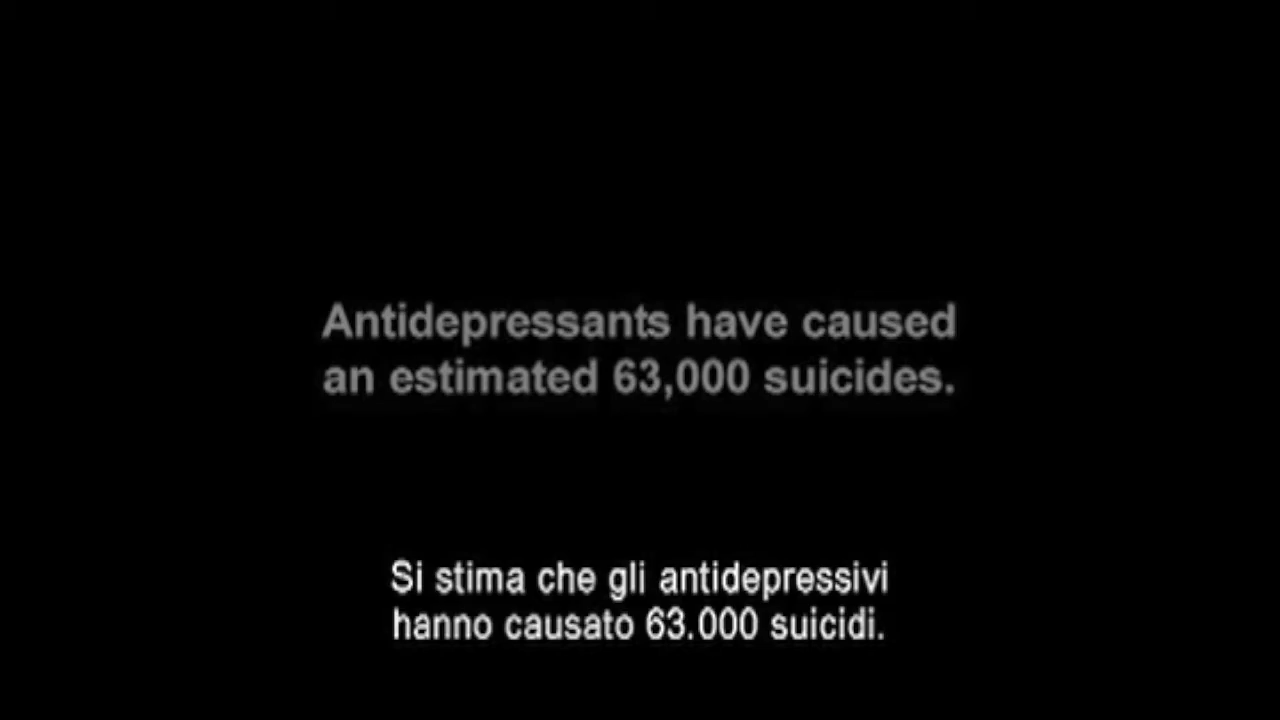 Antidepressants have caused
an estimated 63,000 suicides.
Si stima che gli antidepressivi
hanno causato 63.000 suicidi.